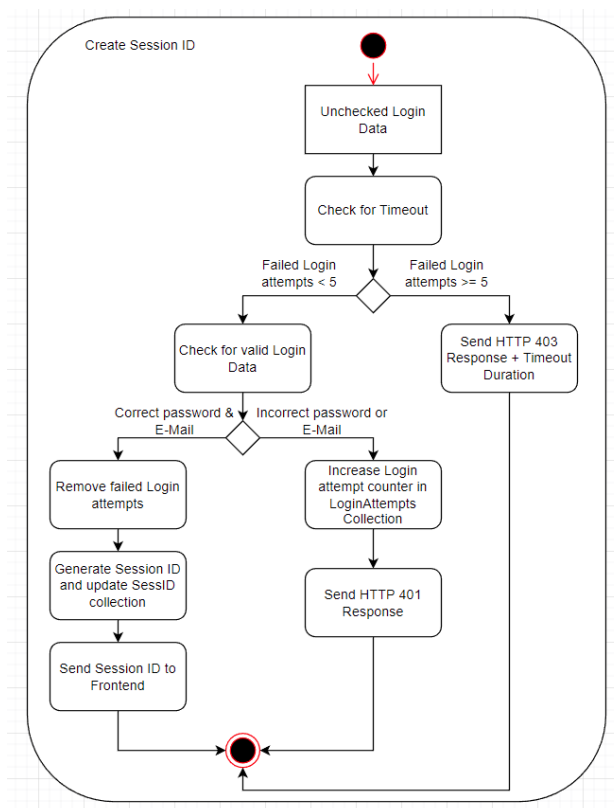 Create Session ID
Unchecked Login
Data
Check for Timeout
Failed Login
attempts < 5
Failed Login
attempts >= 5
Check for valid Login
Data
Send HTTP 403
Response + Timeout
Duration
Correct password &
E-Mail
Incorrect password or
E-Mail
Remove failed Login
attempts
Increase Login
attempt counter in
LoginAttempts
Collection
Generate Session ID
and update SessID
collection
Send HTTP 401
Response
Send Session ID to
Frontend